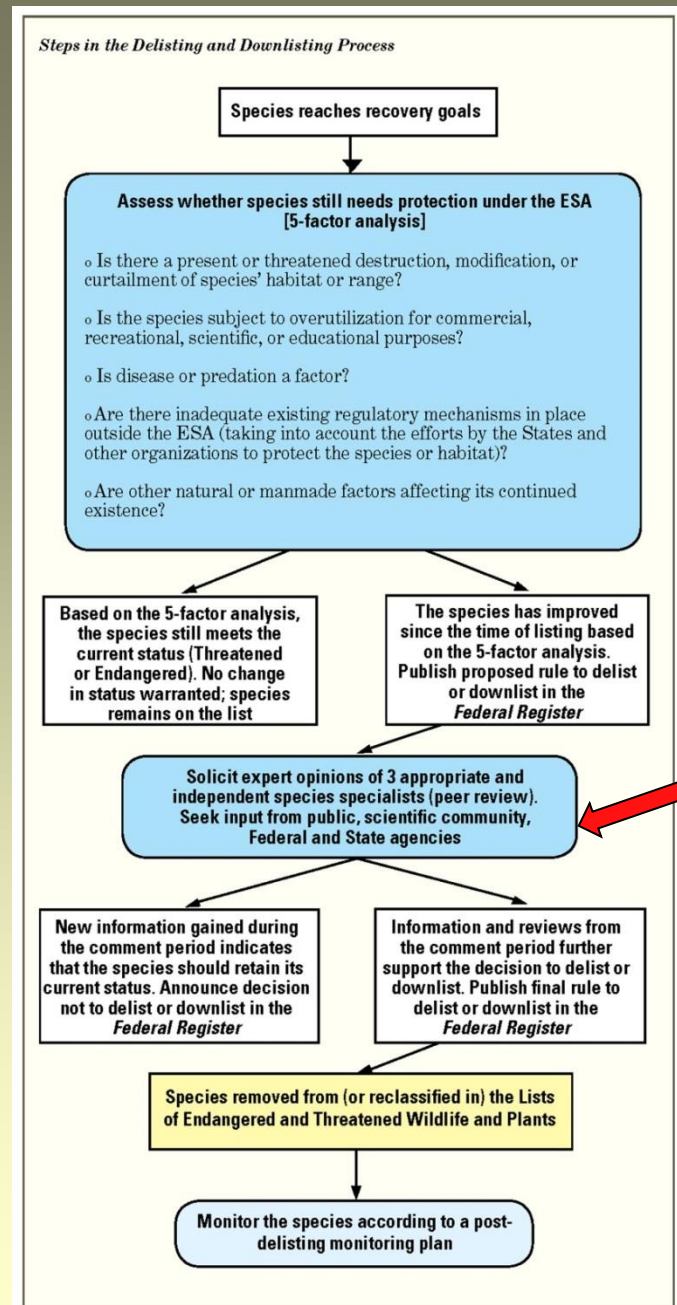 Steps in the Delisting and Downlisting Process
Species reaches recovery goals
Assess whether species still needs protection under the ESA
[5-factor analysis]
o Is there a present or threatened destruction, modification, or
curtailment of species' habitat or range?
o Is the species subject to overutilization for commercial,
recreational, scientific, or educational purposes?
o Is disease or predation a factor?
o Are there inadequate existing regulatory mechanisms in place
outside the ESA (taking into account the efforts by the States and
other organizations to protect the species or habitat)?
o Are other natural or manmade factors affecting its continued
existence?
Based on the 5-factor analysis,
the species still meets the
current status (Threatened
or Endangered). No change
in status warranted; species
remains on the list
The species has improved
since the time of listing based
on the 5-factor analysis.
Publish proposed rule to delist
or downlist in the
Federal Register
Solicit expert opinions of 3 appropriate and
independent species specialists (peer review).
Seek input from public, scientific community,
Federal and State agencies
New information gained during
the comment period indicates
that the species should retain its
current status. Announce decision
not to delist or downlist in the
Federal Register
Information and reviews from
the comment period further
support the decision to delist or
downlist. Publish final rule to
delist or downlist in the
Federal Register
Species removed from (or reclassified in) the Lists
of Endangered and Threatened Wildlife and Plants
Monitor the species according to a post-
delisting monitoring plan